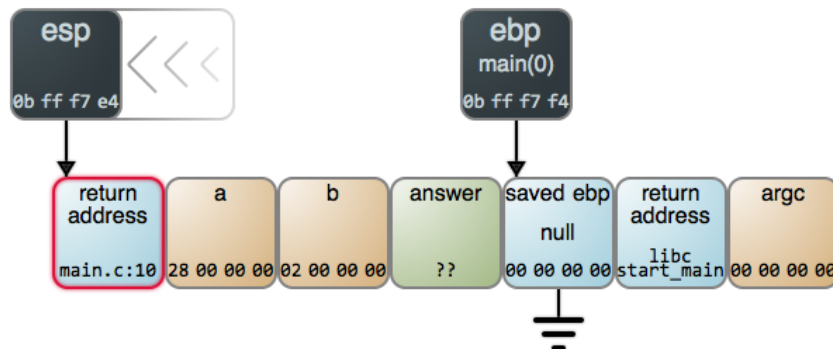 esp
0b ff f7 e4
ebp
main(0)
0b ff f7 f4
return
address
main.c:10
a
28 00 00 00
b
02 00 00 00
answer
??
saved ebp
null
00 00 00 00
return
address
libc
start_main
argc
00 00 00 00